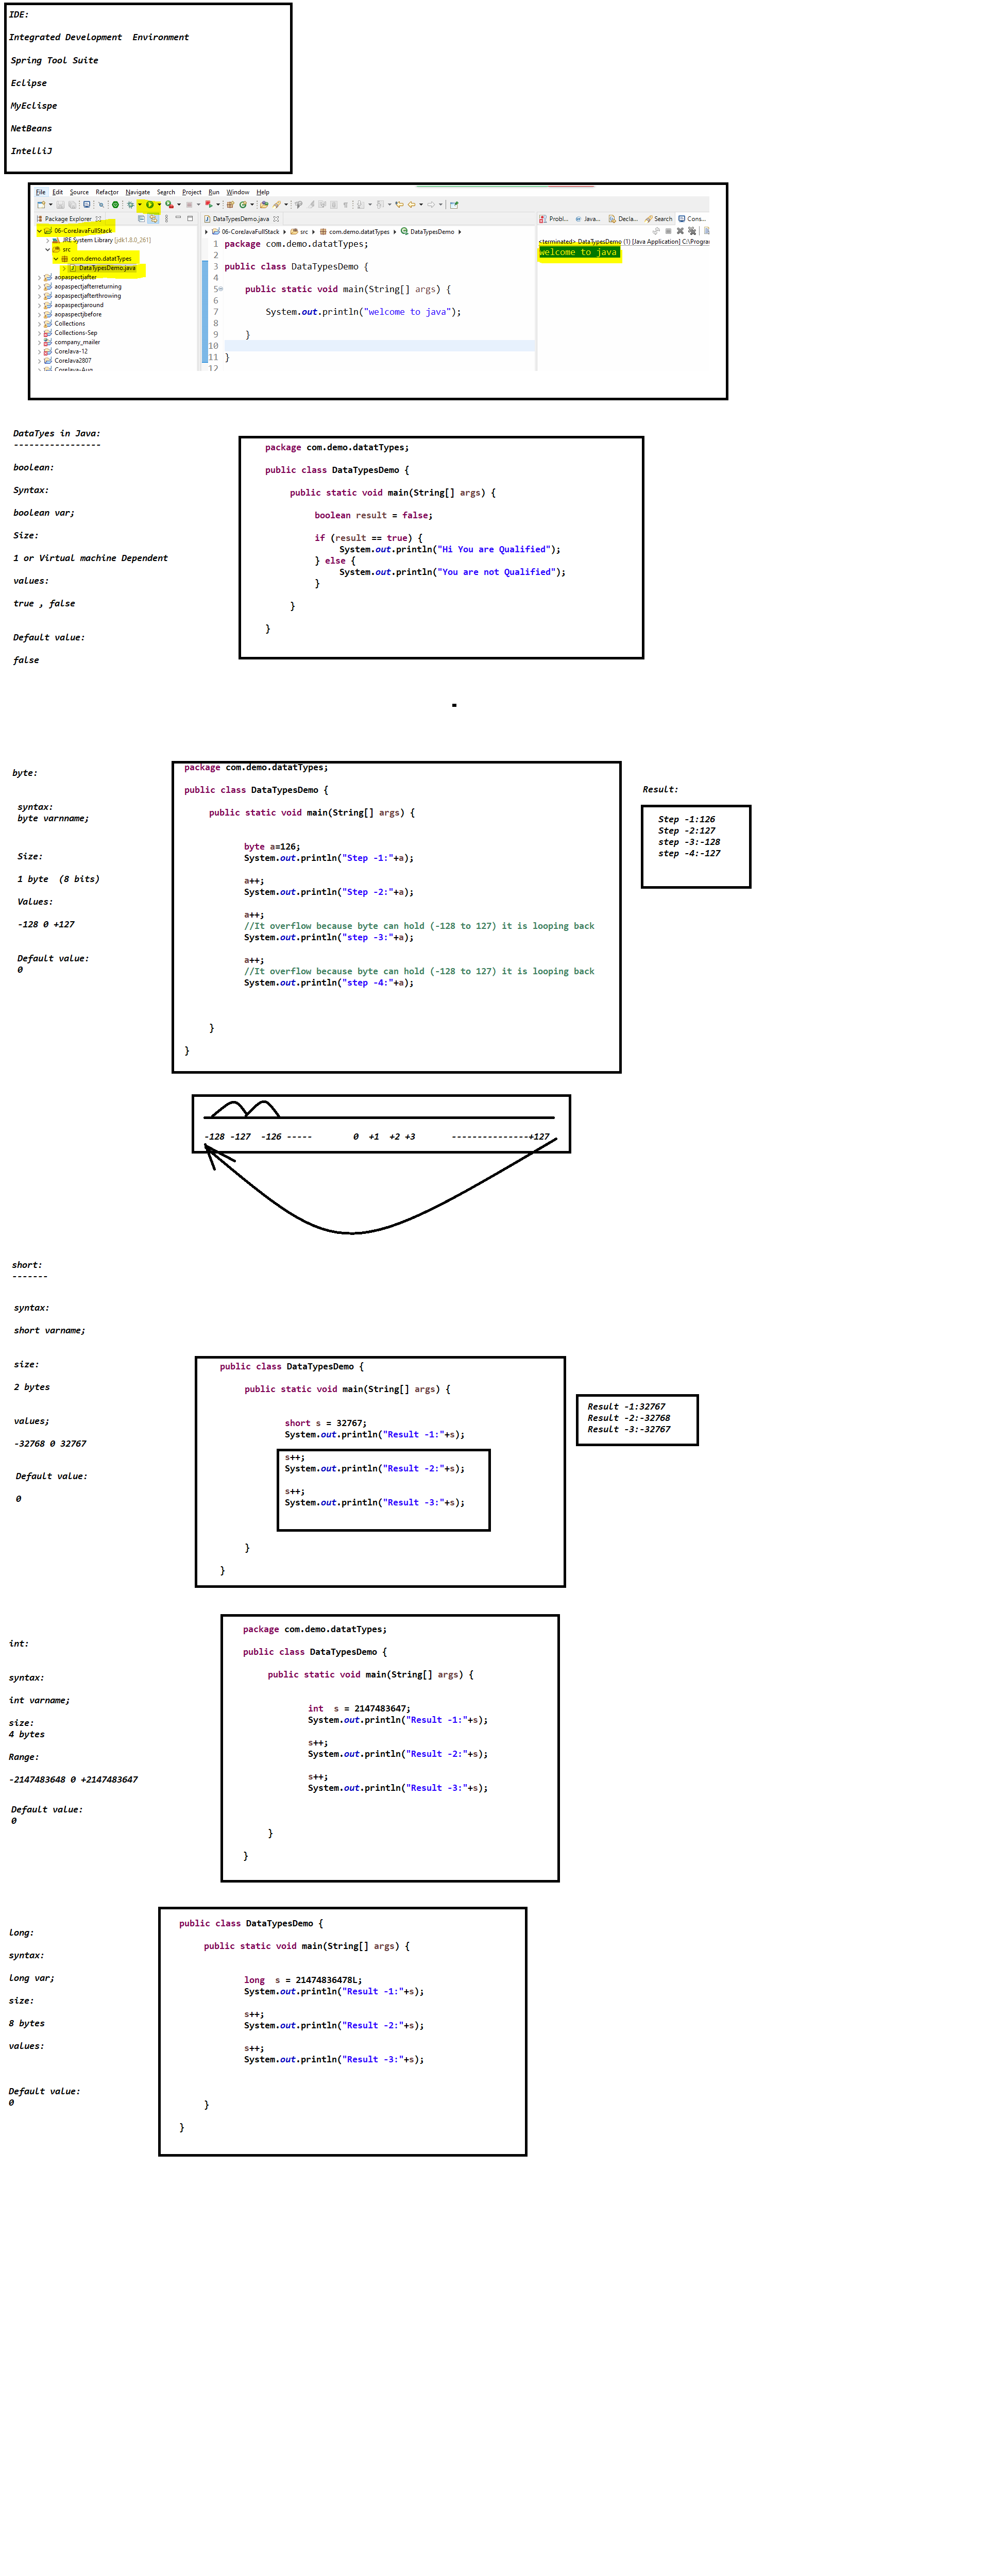 IDE:
Integrated Development  Environment
Spring Tool Suite
Eclipse
MyEclispe
NetBeans
IntelliJ
File Edit Source Refactor Navigate Search Project Run Window Help
Package Explorer
06-CoreJavaFullStack
JRE System Library [jdk1.8.0_261]
src
com.demo.datatTypes
DataTypesDemo.java
aopaspectjafter
aopaspectjafterreturning
aopaspectjafterthrowing
aopaspectjaround
aopaspectjbefore
Collections
Collections-Sep
company_mailer
CoreJava-12
CoreJava2807
CoreJava-Aug
DataTypesDemo.java
06-CoreJavaFullStack src com.demo.datatTypes DataTypesDemo
1 package com.demo.datatTypes;
2
3 public class DataTypesDemo {
4
5 public static void main(String[] args) {
6
7 System.out.println("welcome to java");
8
9 }
10
11 }
12
Probl... Java... Decla... Search Cons...
<terminated> DataTypesDemo (1) [Java Application] C:\Progra
welcome to java
DataTyes in Java:
-----------------
boolean:
Syntax:
boolean var;
Size:
1 or Virtual machine Dependent
values:
true , false
Default value:
false
package com.demo.datatTypes;
public class DataTypesDemo {
public static void main(String[] args) {
boolean result = false;
if (result == true) {
System.out.println("Hi You are Qualified");
} else {
System.out.println("You are not Qualified");
}
}
}
byte:
syntax:
byte varnname;
Size:
1 byte  (8 bits)
Values:
-128 0 +127
Default value:
0
package com.demo.datatTypes;
public class DataTypesDemo {
public static void main(String[] args) {
byte a=126;
System.out.println("Step -1:"+a);
a++;
System.out.println("Step -2:"+a);
a++;
//It overflow because byte can hold (-128 to 127) it is looping back
System.out.println("step -3:"+a);
a++;
//It overflow because byte can hold (-128 to 127) it is looping back
System.out.println("step -4:"+a);
}
}
Result:
Step -1:126
Step -2:127
step -3:-128
step -4:-127
-128 -127  -126 -----        0  +1  +2 +3       ---------------+127
short:
-------
syntax:
short varname;
size:
2 bytes
values;
-32768 0 32767
Default value:
0
public class DataTypesDemo {
public static void main(String[] args) {
short s = 32767;
System.out.println("Result -1:"+s);
s++;
System.out.println("Result -2:"+s);
s++;
System.out.println("Result -3:"+s);
}
}
Result -1:32767
Result -2:-32768
Result -3:-32767
int:
syntax:
int varname;
size:
4 bytes
Range:
-2147483648 0 +2147483647
Default value:
0
package com.demo.datatTypes;
public class DataTypesDemo {
public static void main(String[] args) {
int  s = 2147483647;
System.out.println("Result -1:"+s);
s++;
System.out.println("Result -2:"+s);
s++;
System.out.println("Result -3:"+s);
}
}
long:
syntax:
long var;
size:
8 bytes
values:
Default value:
0
public class DataTypesDemo {
public static void main(String[] args) {
long  s = 21474836478L;
System.out.println("Result -1:"+s);
s++;
System.out.println("Result -2:"+s);
s++;
System.out.println("Result -3:"+s);
}
}